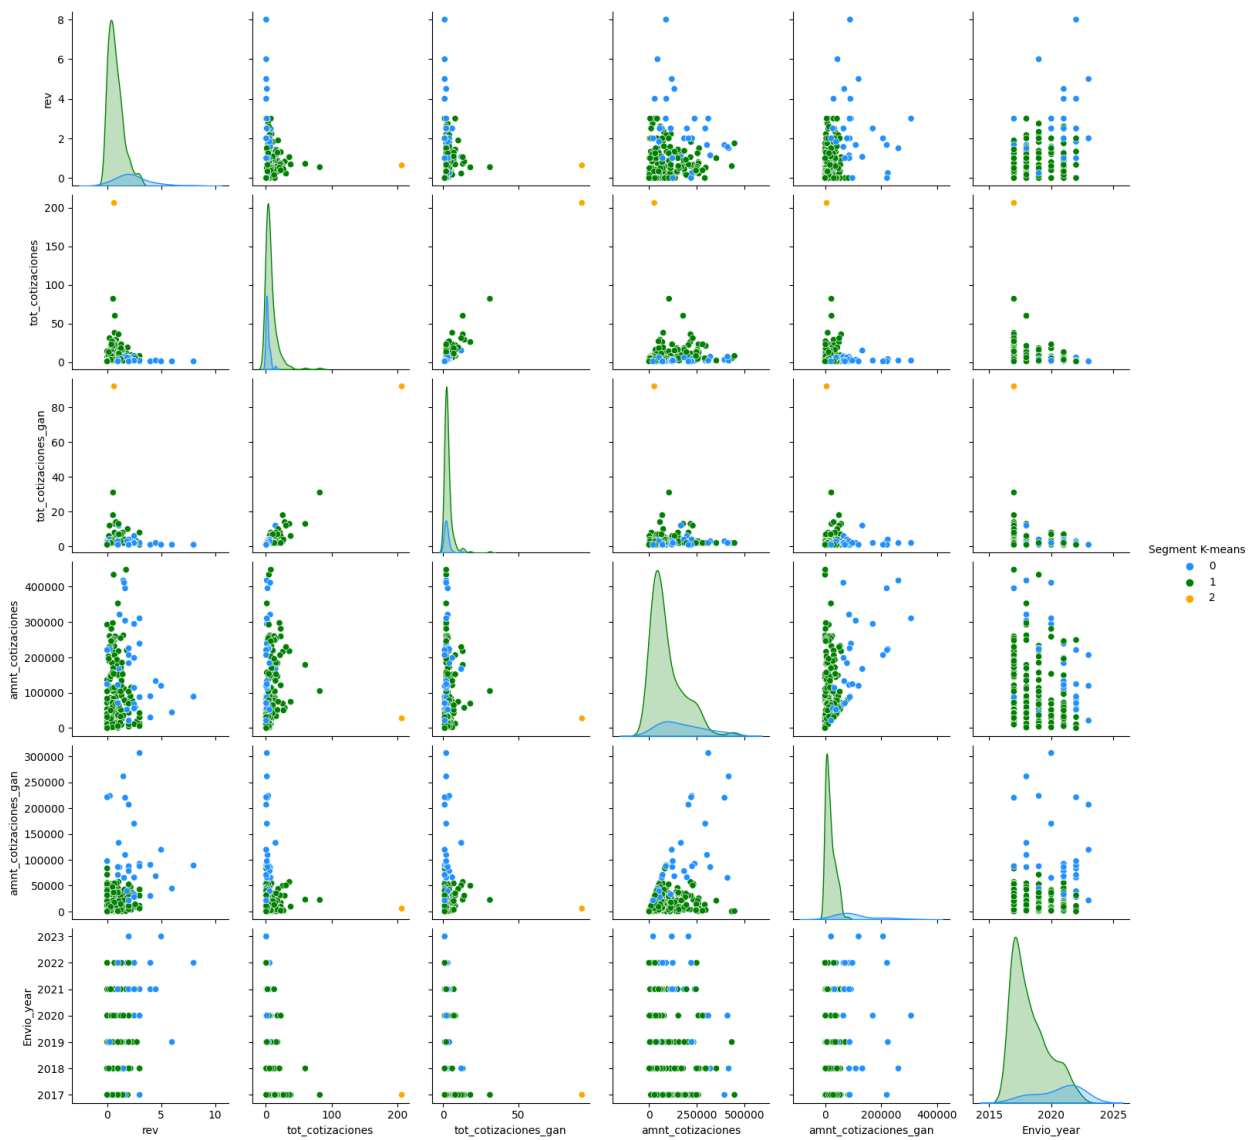 8
6
4
2
0
rev
200
150
100
50
0
tot_cotizaciones
80
60
40
20
0
tot_cotizaciones_gan
Segment K-means
0
1
2
400000
300000
200000
100000
0
amnt_cotizaciones
300000
250000
200000
150000
100000
50000
0
amnt_cotizaciones_gan
2023
2022
2021
2020
2019
2018
2017
Envio_year
0 5 10
0 100 200
0 50
0 250000 500000
0 200000 400000
2015 2020 2025
rev
tot_cotizaciones
tot_cotizaciones_gan
amnt_cotizaciones
amnt_cotizaciones_gan
Envio_year